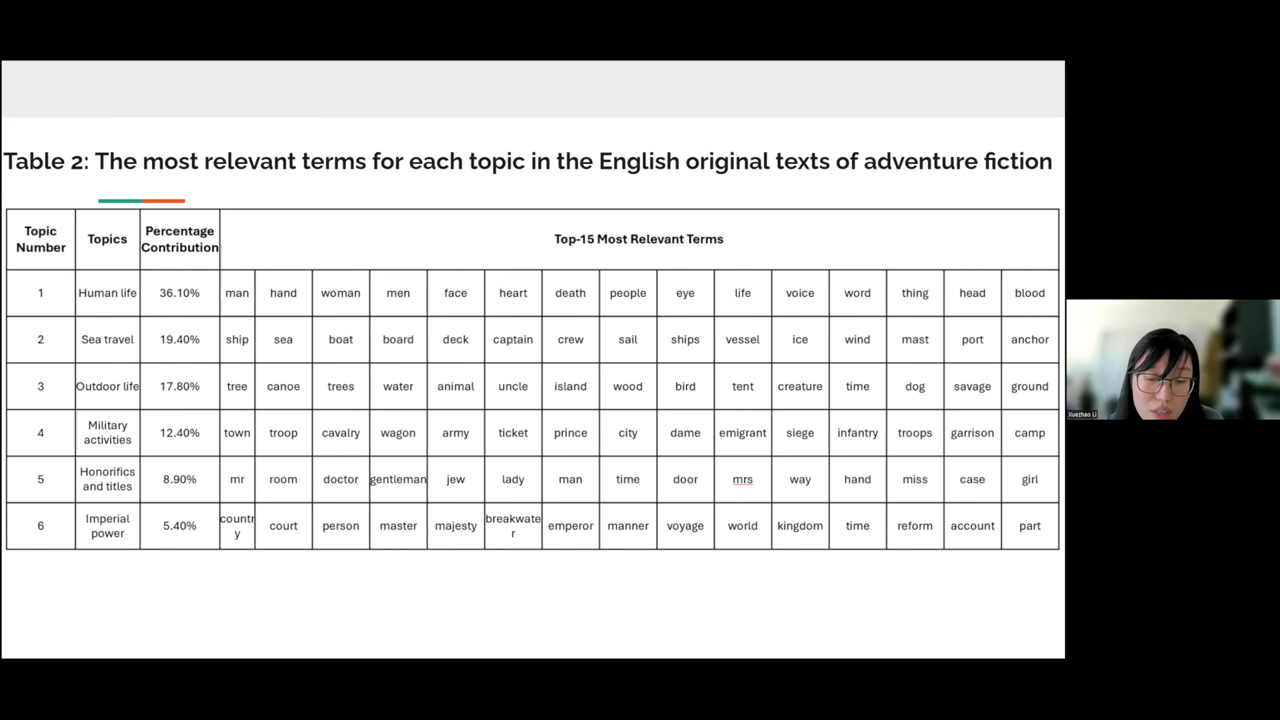 Table 2: The most relevant terms for each topic in the English original texts of adventure fiction
Topic Number Topics Percentage Contribution Top-15 Most Relevant Terms
1 Human life 36.10% man hand woman men face heart death people eye life voice word thing head blood
2 Sea travel 19.40% ship sea boat board deck captain crew sail ships vessel ice wind mast port anchor
3 Outdoor life 17.80% tree canoe trees water animal uncle island wood bird tent creature time dog savage ground
4 Military activities 12.40% town troop cavalry wagon army ticket prince city dame emigrant siege infantry troops garrison camp
5 Honorifics and titles 8.90% mr room doctor gentleman jew lady man time door mrs way hand miss case girl
6 Imperial power 5.40% country court person master majesty breakwater emperor manner voyage world kingdom time reform account part
Xuezhao Li